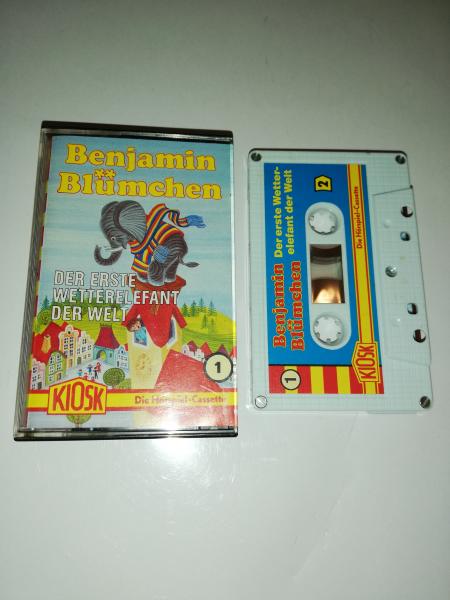 Benjamin
Blümchen
DER ERSTE
WETTERELEFANT
DER WELT
1
KIOSK
Die Hörspiel-Cassette
Benjamin
Blümchen
Der erste Wetter-
elefant der Welt
1
2
KIOSK
Die Hörspiel-Cassette